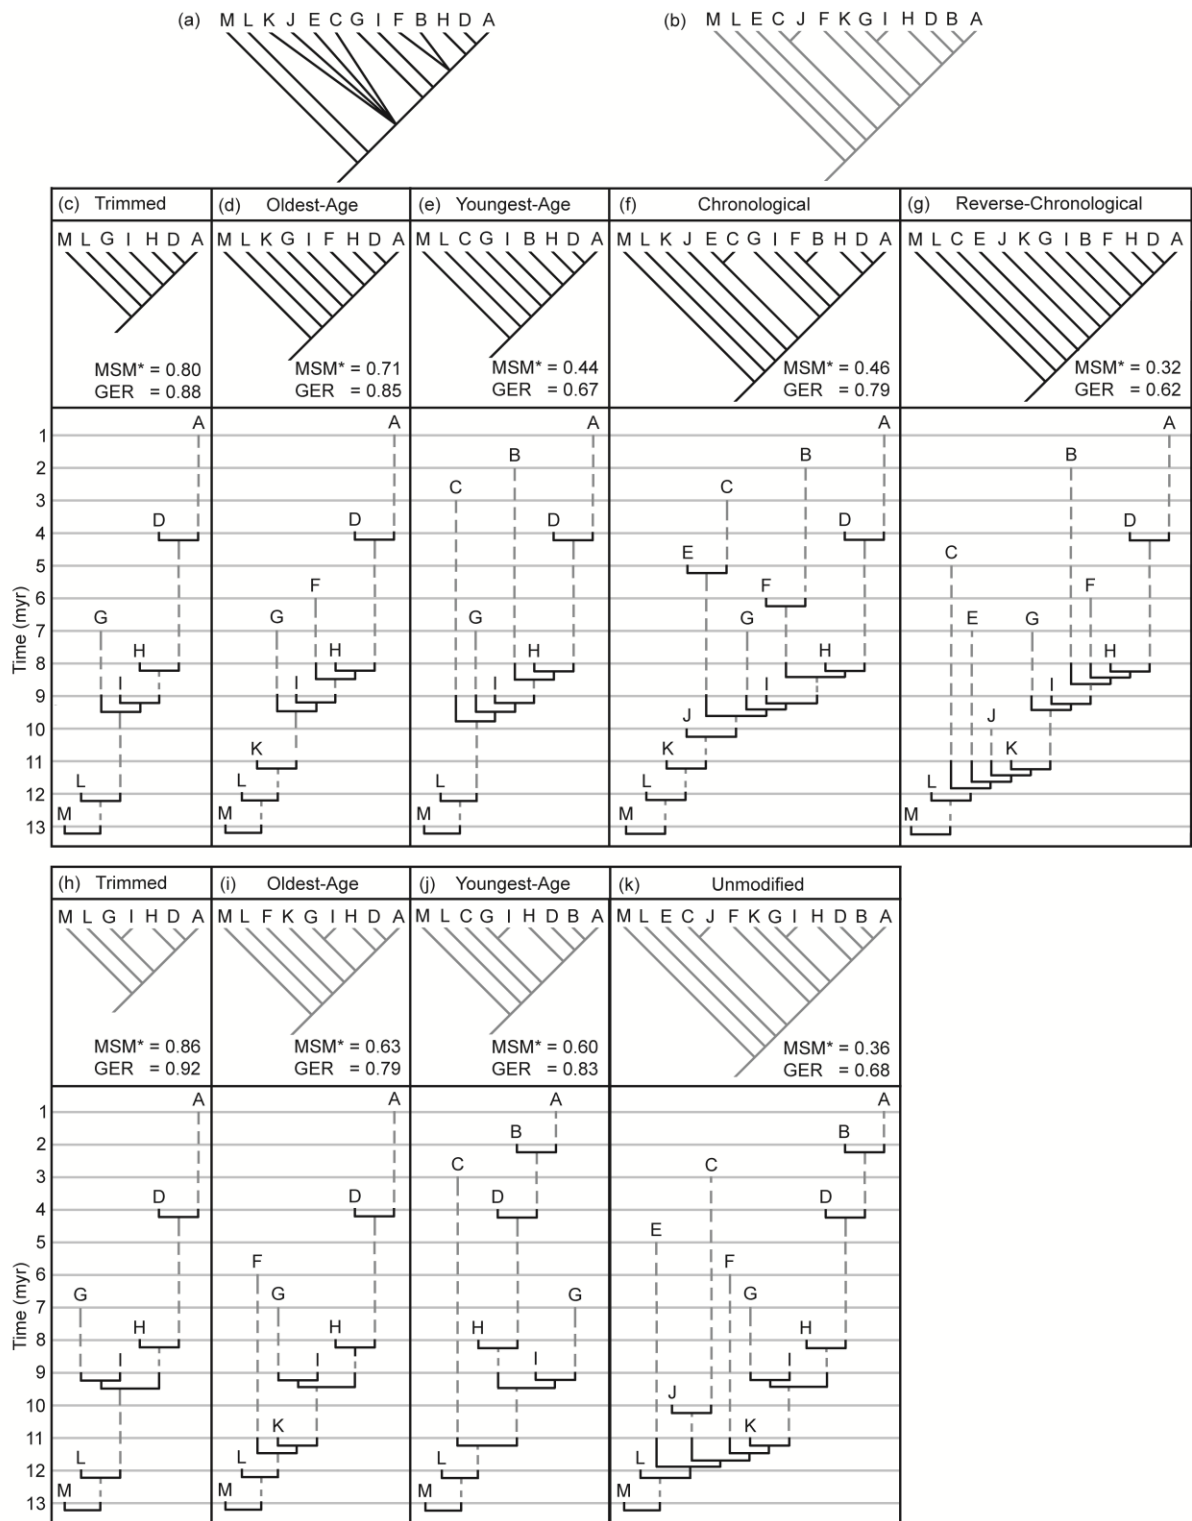 (a) M L K J E C G I F B H D A
(b) M L E C J F K G I H D B A
(c) Trimmed
(d) Oldest-Age
(e) Youngest-Age
(f) Chronological
(g) Reverse-Chronological
M L G I H D A
M L K G I F H D A
M L C G I B H D A
M L K J E C G I F B H D A
M L C E J K G I B F H D A
MSM* = 0.80
GER = 0.88
MSM* = 0.71
GER = 0.85
MSM* = 0.44
GER = 0.67
MSM* = 0.46
GER = 0.79
MSM* = 0.32
GER = 0.62
Time (myr)
1
2
3
4
5
6
7
8
9
10
11
12
13
A
D
G
H
I
L
M
A
D
F
G
H
I
K
L
M
A
B
C
D
G
H
I
L
M
A
B
C
D
E
F
G
H
I
J
K
L
M
A
B
D
C
F
E
G
H
I
J
K
L
M
(h) Trimmed
(i) Oldest-Age
(j) Youngest-Age
(k) Unmodified
M L G I H D A
M L F K G I H D A
M L C G I H D B A
M L E C J F K G I H D B A
MSM* = 0.86
GER = 0.92
MSM* = 0.63
GER = 0.79
MSM* = 0.60
GER = 0.83
MSM* = 0.36
GER = 0.68
Time (myr)
1
2
3
4
5
6
7
8
9
10
11
12
13
A
D
G
H
I
L
M
A
D
F
G
H
I
K
L
M
A
B
C
D
G
H
I
L
M
A
B
C
D
E
F
G
H
I
J
K
L
M